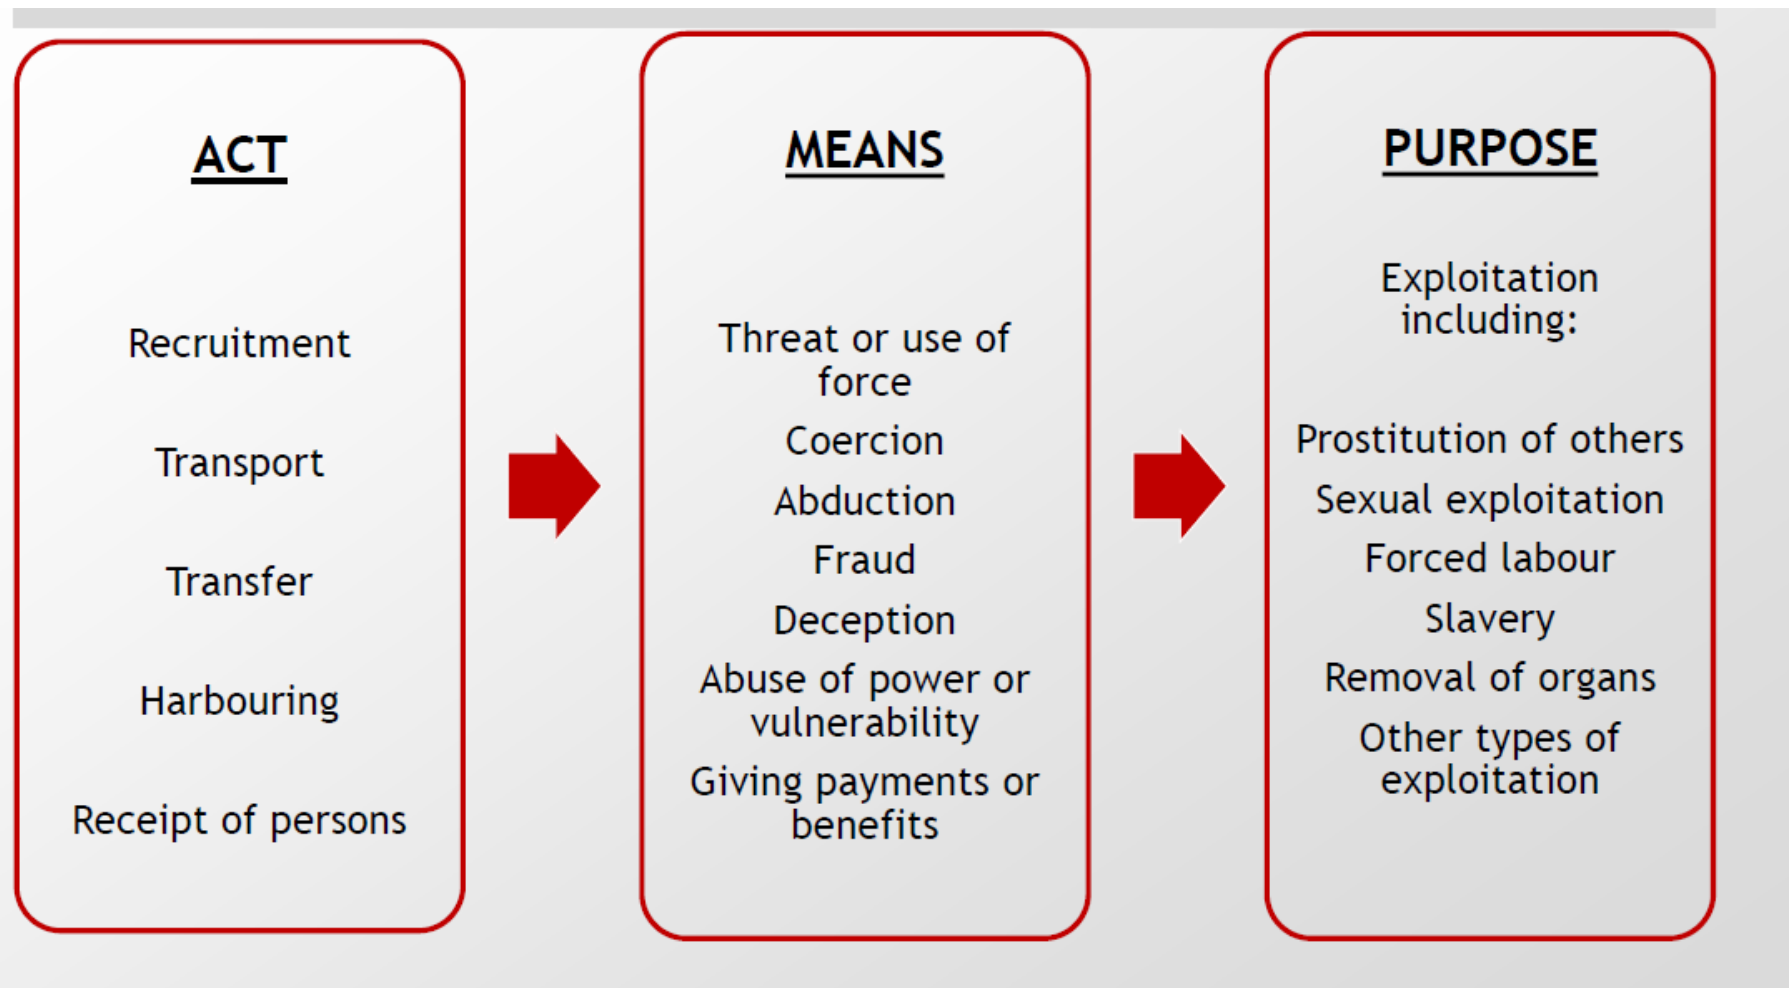 ACT
Recruitment
Transport
Transfer
Harbouring
Receipt of persons
MEANS
Threat or use of
force
Coercion
Abduction
Fraud
Deception
Abuse of power or
vulnerability
Giving payments or
benefits
PURPOSE
Exploitation
including:
Prostitution of others
Sexual exploitation
Forced labour
Slavery
Removal of organs
Other types of
exploitation